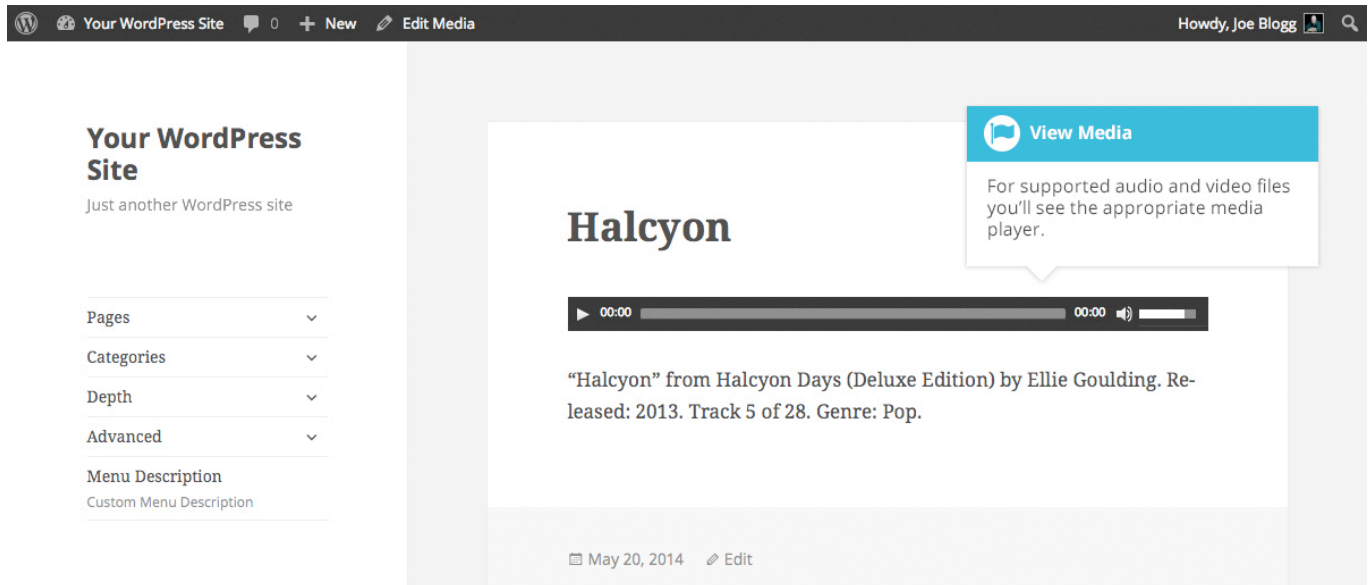 Your WordPress Site 0 New Edit Media Howdy, Joe Blogg
Your WordPress
Site
Just another WordPress site
Pages
Categories
Depth
Advanced
Menu Description
Custom Menu Description
View Media
For supported audio and video files
you’ll see the appropriate media
player.
Halcyon
00:00 00:00
“Halcyon” from Halcyon Days (Deluxe Edition) by Ellie Goulding. Re-
leased: 2013. Track 5 of 28. Genre: Pop.
May 20, 2014 Edit